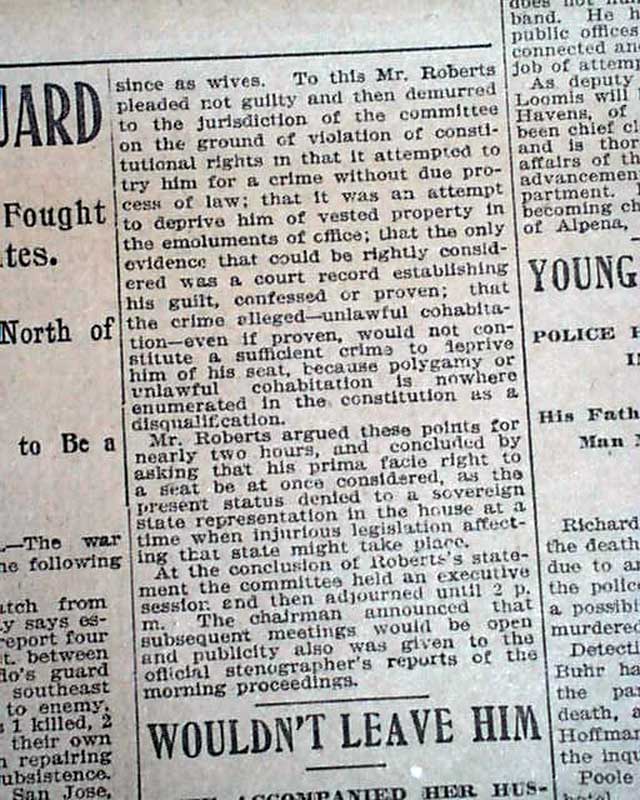 UARD
Fought
tes.
North of
to Be a
.—The war
ne following
atch from
ly says es-
report four
t. between
do's guard
southeast
to enemy.
s 1 killed, 2
their own
n repairing
ubsistence.
San Jose,
since as wives. To this Mr. Roberts
pleaded not guilty and then demurred
to the jurisdiction of the committee
on the ground of violation of consti-
tutional rights in that it attempted to
try him for a crime without due pro-
cess of law; that it was an attempt
to deprive him of vested property in
the emoluments of office; that the only
evidence that could be rightly consid-
ered was a court record establishing
his guilt, confessed or proven; that
the crime alleged—unlawful cohabita-
tion—even if proven, would not con-
stitute a sufficient crime to deprive
him of his seat, because polygamy or
unlawful cohabitation is nowhere
enumerated in the constitution as a
disqualification.
Mr. Roberts argued these points for
nearly two hours, and concluded by
asking that his prima facie right to
a seat be at once considered, as the
present status denied to a sovereign
state representation in the house at a
time when injurious legislation affect-
ing that state might take place.
At the conclusion of Roberts's state-
ment the committee held an executive
session and then adjourned until 2 p.
m. The chairman announced that
subsequent meetings would be open
and publicity also was given to the
official stenographer's reports of the
morning proceedings.
WOULDN'T LEAVE HIM
ACCOMPANIED HER HUS-
does not
band. He h
public offices
connected an
job of attemp
As deputy
Loomis will
Havens, of
been chief cl
and is thor
affairs of th
advancement
partment.
becoming ch
of Alpena,
YOUNG
POLICE
His Fath
Man
Richard
the death
due to an
the police
a possib
murdered
Detecti
Buhr ha
the pa
death, a
Hoffman
the inqu
Poole
hotel